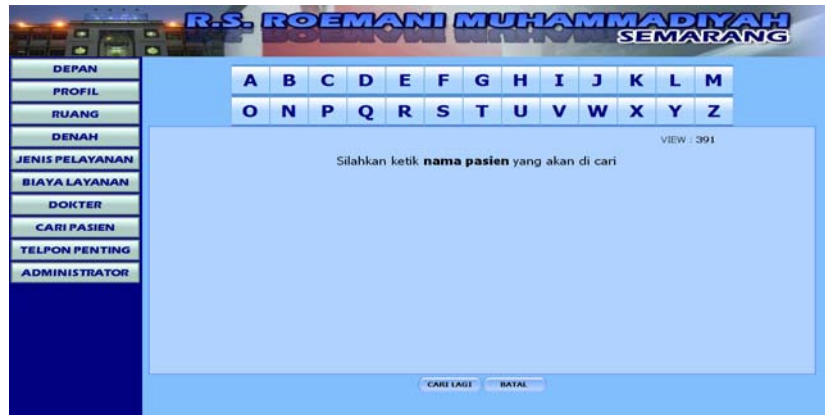 R.S. ROEMANI MUHAMMADIYAH
SEMARANG
DEPAN
PROFIL
RUANG
DENAH
JENIS PELAYANAN
BIAYA LAYANAN
DOKTER
CARI PASIEN
TELPON PENTING
ADMINISTRATOR
A B C D E F G H I J K L M
O N P Q R S T U V W X Y Z
VIEW : 391
Silahkan ketik nama pasien yang akan di cari
CARI LAGI BATAL